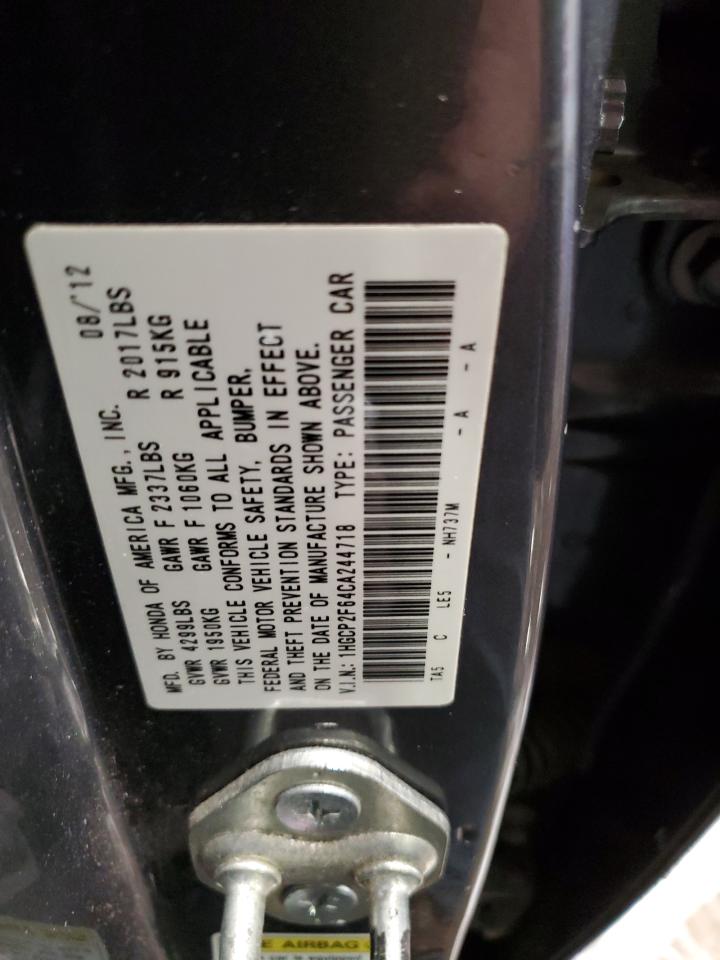 MFD. BY HONDA OF AMERICA MFG., INC. 08/'12
GVWR 4299LBS GAWR F 2337LBS R 2017LBS
GVWR 1950KG GAWR F 1060KG R 915KG
THIS VEHICLE CONFORMS TO ALL APPLICABLE
FEDERAL MOTOR VEHICLE SAFETY, BUMPER,
AND THEFT PREVENTION STANDARDS IN EFFECT
ON THE DATE OF MANUFACTURE SHOWN ABOVE.
V.I.N.: 1HGCP2F64CA244718 TYPE: PASSENGER CAR
TA5 C LE5 - NH737M - A - A
AIRBAG